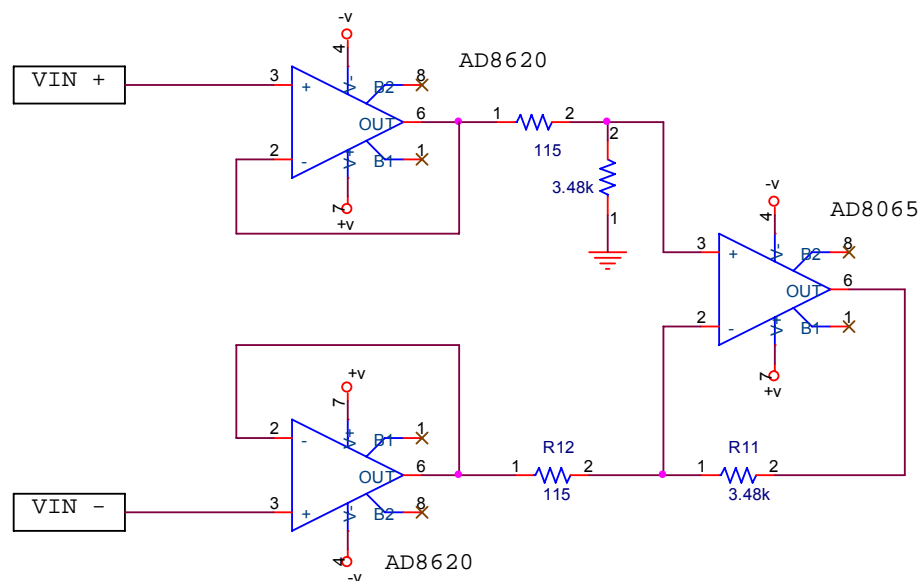 -v
4
AD8620
VIN +
3
+
V-
B2
8
OUT
6
1
2
115
2
2
-
V+
B1
1
3.48k
1
7
+v
-v
4
AD8065
3
+
V-
B2
8
OUT
6
2
-
V+
B1
1
7
+v
+v
7
2
-
V+
B1
1
OUT
6
R12
1
2
115
R11
1
2
3.48k
VIN -
3
+
V-
B2
8
4
-v
AD8620